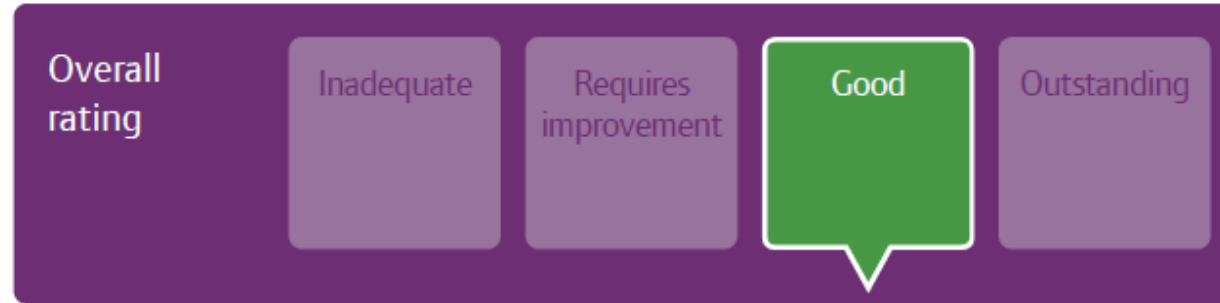 Overall
rating
Inadequate
Requires
improvement
Good
Outstanding